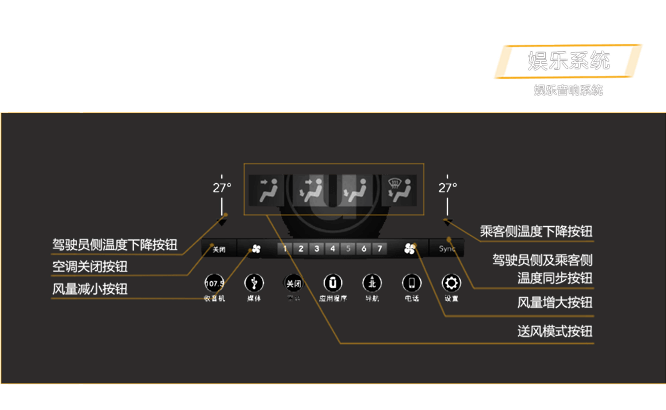 娱乐系统
娱乐音响系统
27°
27°
驾驶员侧温度下降按钮
空调关闭按钮
风量减小按钮
乘客侧温度下降按钮
驾驶员侧及乘客侧
温度同步按钮
风量增大按钮
送风模式按钮
关闭
1 2 3 4 5 6 7
Sync
107.5
关闭
收音机
媒体
应用程序
导航
电话
设置